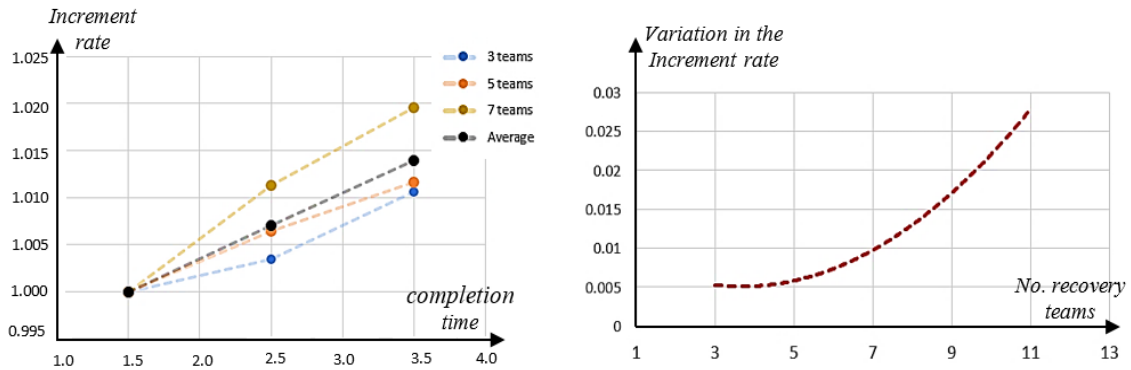 Increment
rate
1.025
1.020
1.015
1.010
1.005
1.000
0.995
1.0
1.5
2.0
2.5
3.0
3.5
4.0
completion
time
3 teams
5 teams
7 teams
Average
Variation in the
Increment rate
0.03
0.025
0.02
0.015
0.01
0.005
0
1
3
5
7
9
11
13
No. recovery
teams